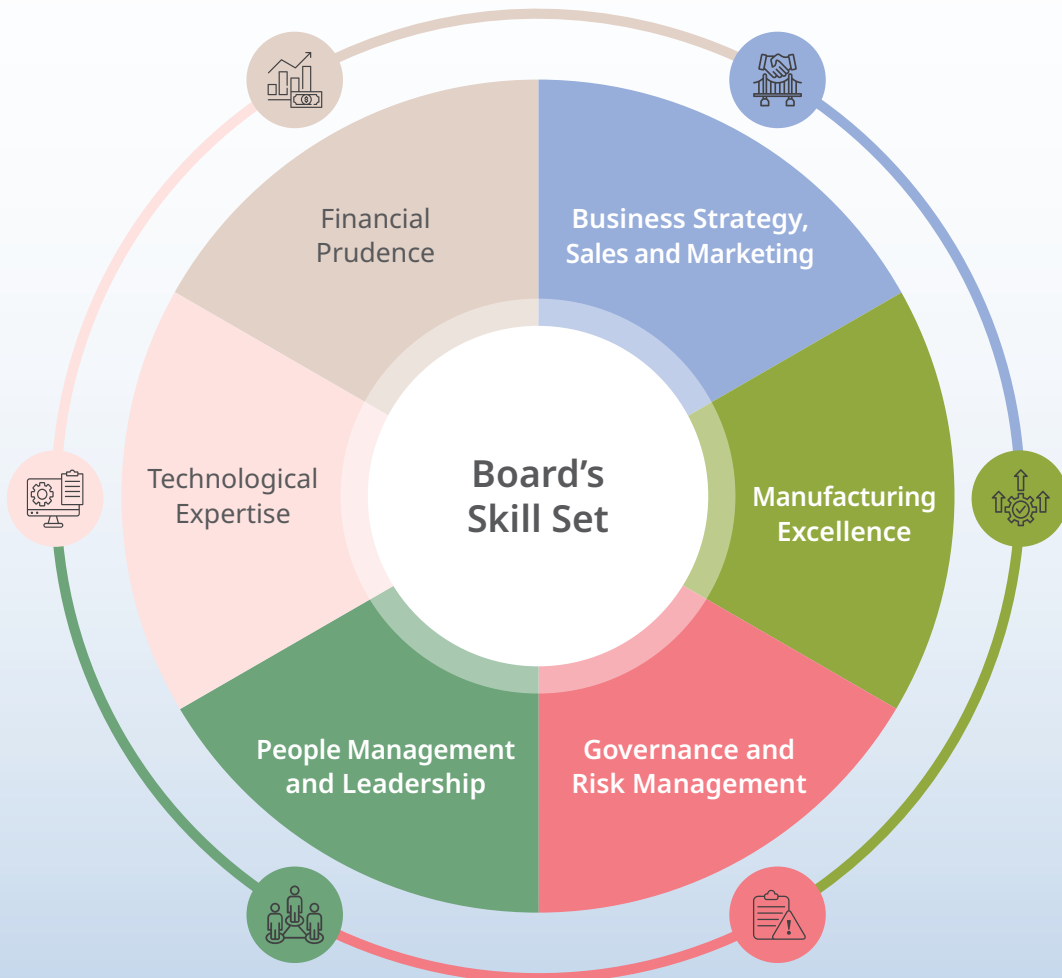 Board's
Skill Set
Business Strategy,
Sales and Marketing
Manufacturing
Excellence
Governance and
Risk Management
People Management
and Leadership
Technological
Expertise
Financial
Prudence